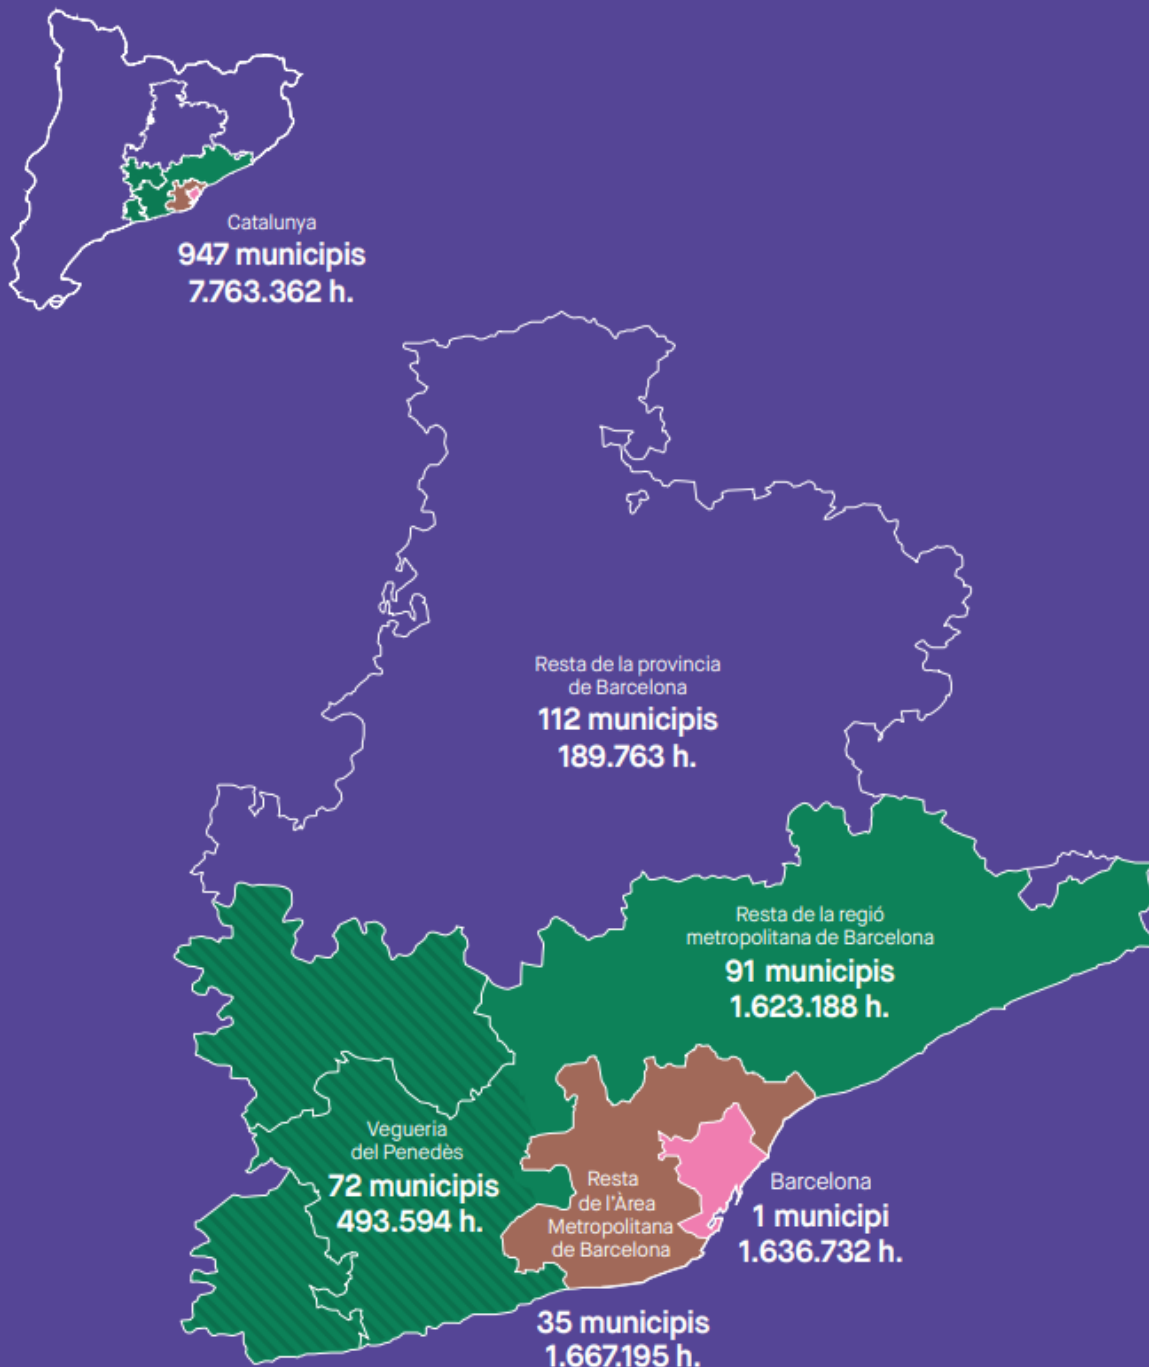 Catalunya
947 municipis
7.763.362 h.
Resta de la provincia
de Barcelona
112 municipis
189.763 h.
Resta de la regió
metropolitana de Barcelona
91 municipis
1.623.188 h.
Vegueria
del Penedès
72 municipis
493.594 h.
Resta
de l'Àrea
Metropolitana
de Barcelona
35 municipis
1.667.195 h.
Barcelona
1 municipi
1.636.732 h.